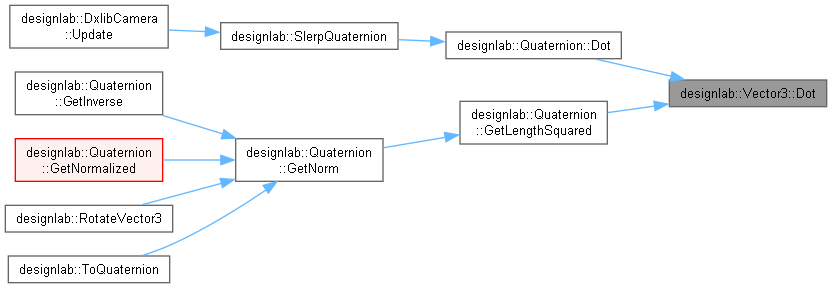 designlab::DxlibCamera
::Update
designlab::SlerpQuaternion
designlab::Quaternion::Dot
designlab::Vector3::Dot
designlab::Quaternion
::GetInverse
designlab::Quaternion
::GetLengthSquared
designlab::Quaternion
::GetNormalized
designlab::Quaternion
::GetNorm
designlab::RotateVector3
designlab::ToQuaternion